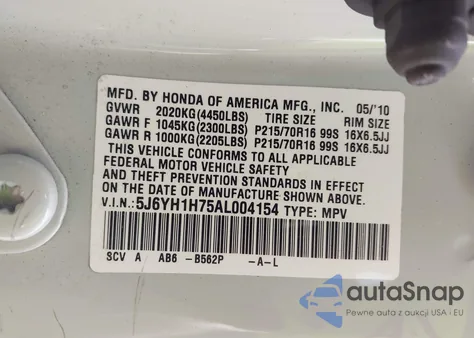 MFD. BY HONDA OF AMERICA MFG., INC. 05/'10
GVWR 2020KG(4450LBS) TIRE SIZE RIM SIZE
GAWR F 1045KG(2300LBS) P215/70R16 99S 16X6.5JJ
GAWR R 1000KG(2205LBS) P215/70R16 99S 16X6.5JJ
THIS VEHICLE CONFORMS TO ALL APPLICABLE
FEDERAL MOTOR VEHICLE SAFETY
AND THEFT PREVENTION STANDARDS IN EFFECT
ON THE DATE OF MANUFACTURE SHOWN ABOVE.
V.I.N.:5J6YH1H75AL004154 TYPE: MPV
SCV A AB6 -B562P -A-L
autoSnap
Pewne auta z aukcji USA i EU